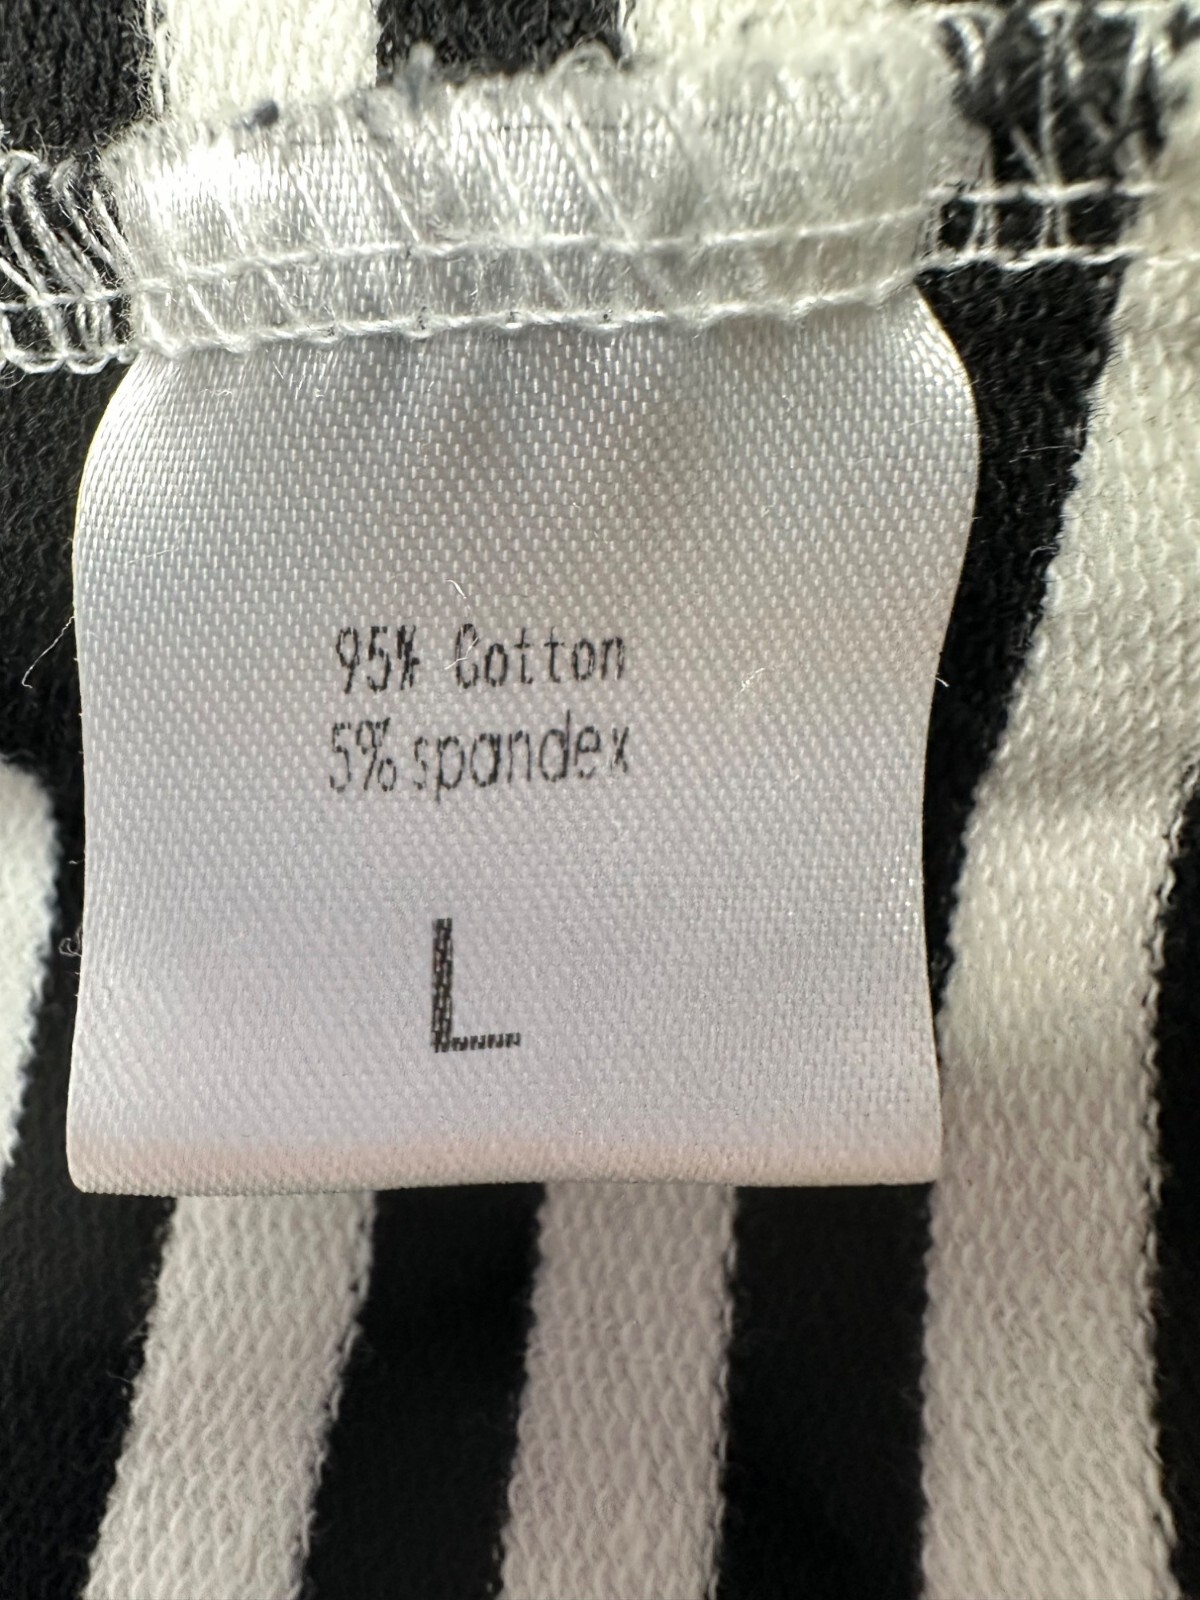 95% Cotton
5% spandex
L